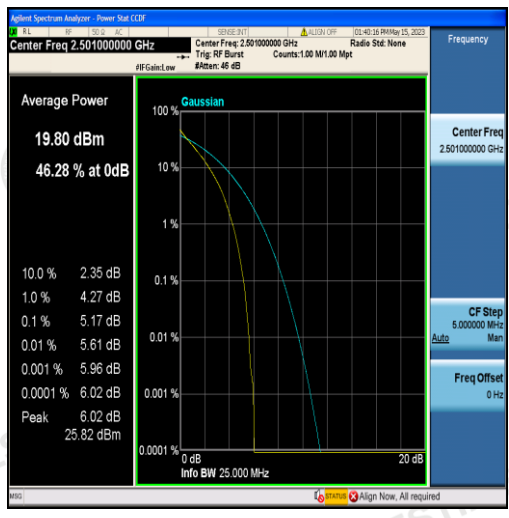 Agilent Spectrum Analyzer - Power Stat CCDF
RL RF 50 Ω AC SENSE:INT ALIGN OFF 01:40:16 PM May 15, 2023
Center Freq 2.501000000 GHz
Center Freq: 2.501000000 GHz Radio Std: None
Trig: RF Burst Counts:1.00 M/1.00 Mpt
#IFGain:Low #Atten: 46 dB
Frequency
Average Power
19.80 dBm
46.28 % at 0dB
10.0 % 2.35 dB
1.0 % 4.27 dB
0.1 % 5.17 dB
0.01 % 5.61 dB
0.001 % 5.96 dB
0.0001 % 6.02 dB
Peak 6.02 dB
25.82 dBm
Gaussian
100 %
10 %
1 %
0.1 %
0.01 %
0.001 %
0.0001 %
0 dB 20 dB
Info BW 25.000 MHz
Center Freq
2.501000000 GHz
CF Step
5.000000 MHz
Auto Man
Freq Offset
0 Hz
MSG STATUS Align Now, All required